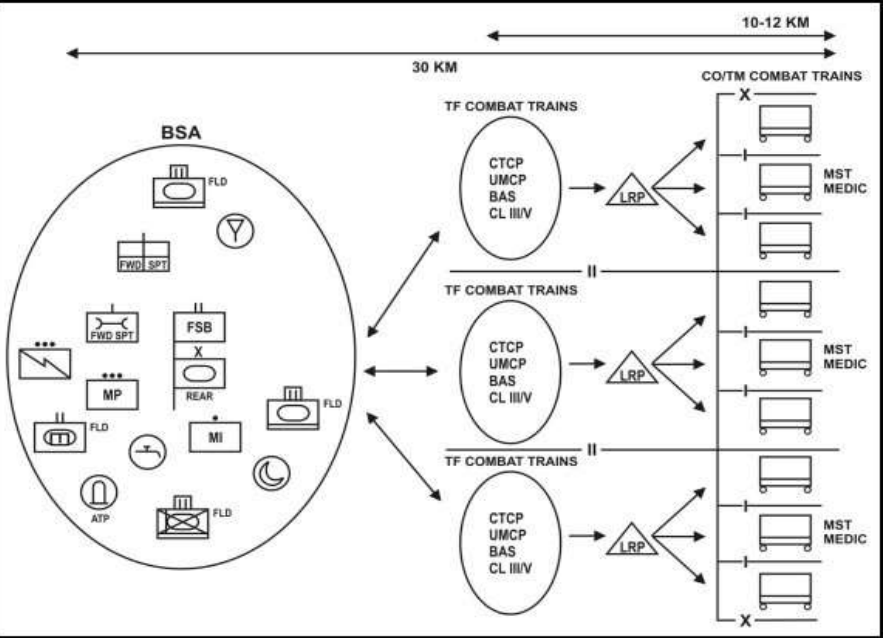 10-12 KM
30 KM
CO/TM COMBAT TRAINS
X
BSA
FLD
FWD SPT
FWD SPT
FSB
X
REAR
MP
FLD
MI
FLD
ATP
FLD
TF COMBAT TRAINS
CTCP
UMCP
BAS
CL III/V
LRP
MST
MEDIC
II
TF COMBAT TRAINS
CTCP
UMCP
BAS
CL III/V
LRP
MST
MEDIC
II
TF COMBAT TRAINS
CTCP
UMCP
BAS
CL III/V
LRP
MST
MEDIC
X